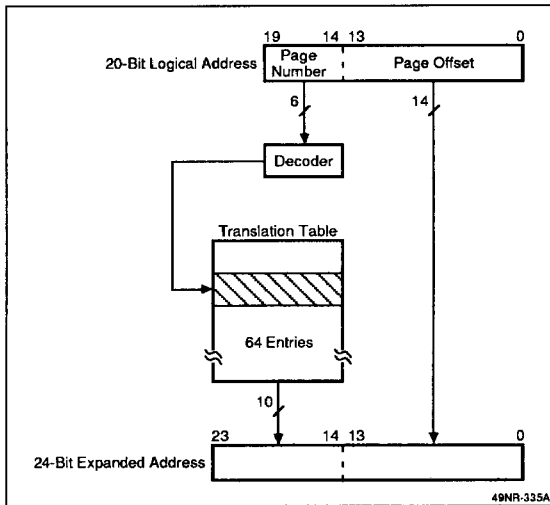 19 14 13 0
20-Bit Logical Address Page Number Page Offset
6 14
Decoder
Translation Table
64 Entries
10
23 14 13 0
24-Bit Expanded Address
49NR-335A